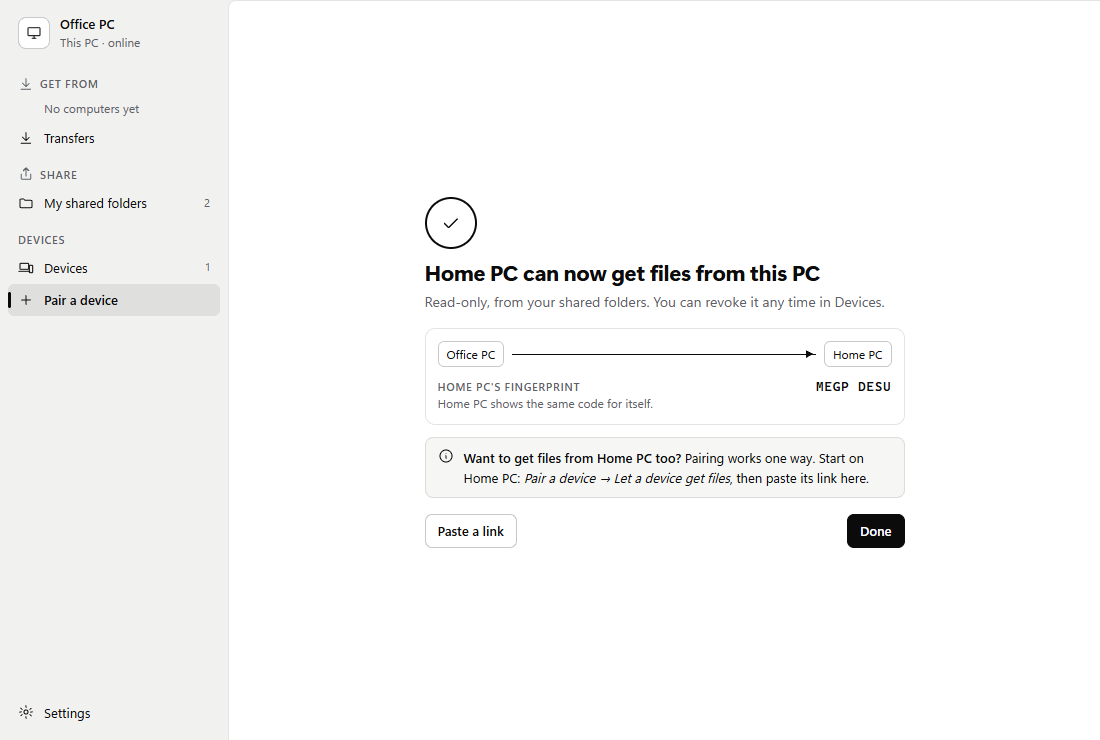 Office PC
This PC · online
GET FROM
No computers yet
Transfers
SHARE
My shared folders 2
DEVICES
Devices 1
Pair a device
Settings
Home PC can now get files from this PC
Read-only, from your shared folders. You can revoke it any time in Devices.
Office PC Home PC
HOME PC'S FINGERPRINT MEGP DESU
Home PC shows the same code for itself.
Want to get files from Home PC too? Pairing works one way. Start on
Home PC: Pair a device → Let a device get files, then paste its link here.
Paste a link Done